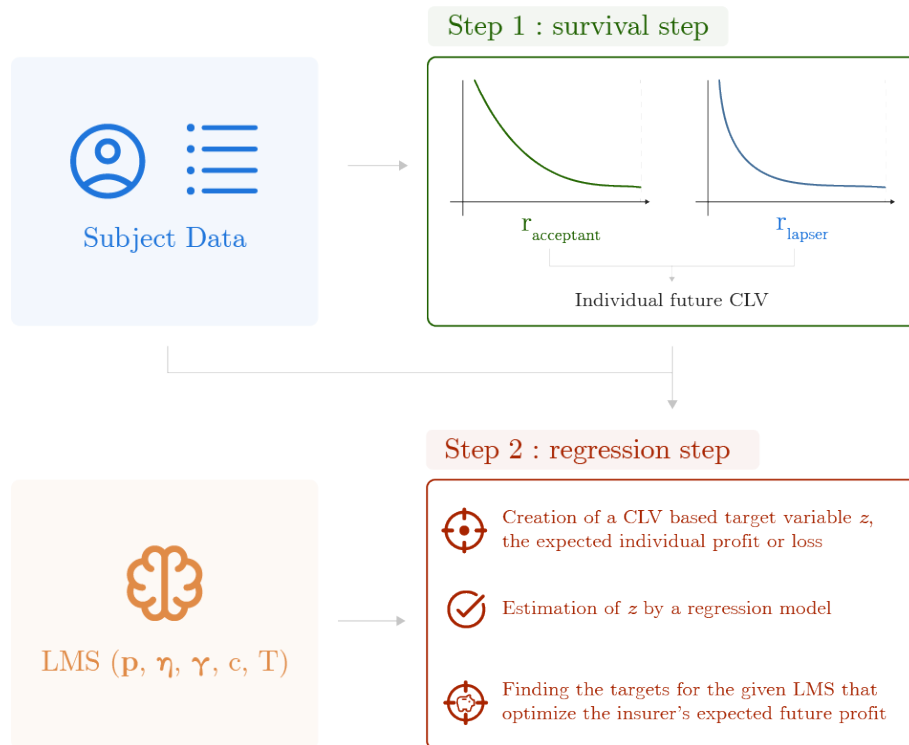 Step 1 : survival step
Subject Data
r_acceptant
r_lapser
Individual future CLV
Step 2 : regression step
LMS (p, η, γ, c, T)
Creation of a CLV based target variable z,
the expected individual profit or loss
Estimation of z by a regression model
Finding the targets for the given LMS that
optimize the insurer's expected future profit